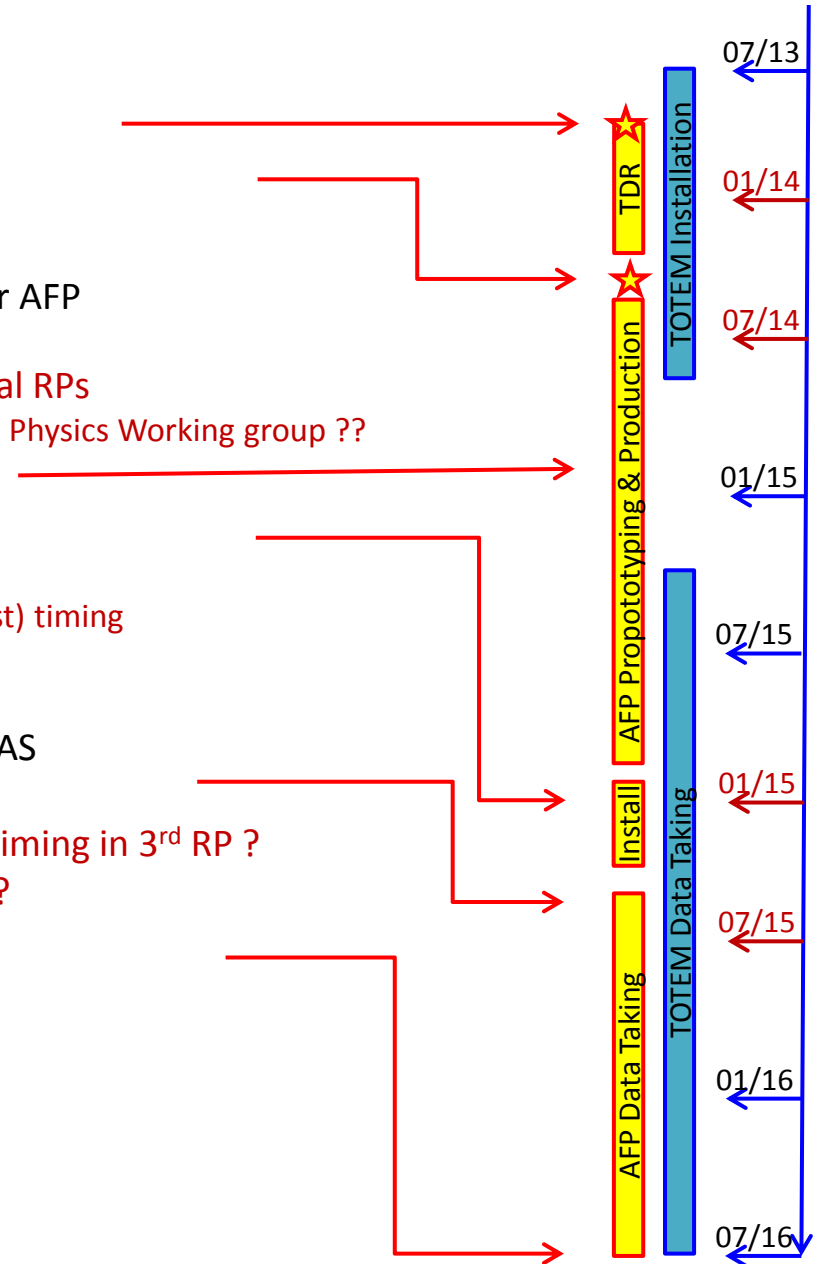 07/13
TOTEM Installation
TDR
01/14
r AFP
07/14
al RPs
Physics Working group ??
AFP Propototyping & Production
01/15
st) timing
07/15
AS
Install
01/15
iming in 3rd RP ?
?
TOTEM Data Taking
07/15
AFP Data Taking
01/16
07/16